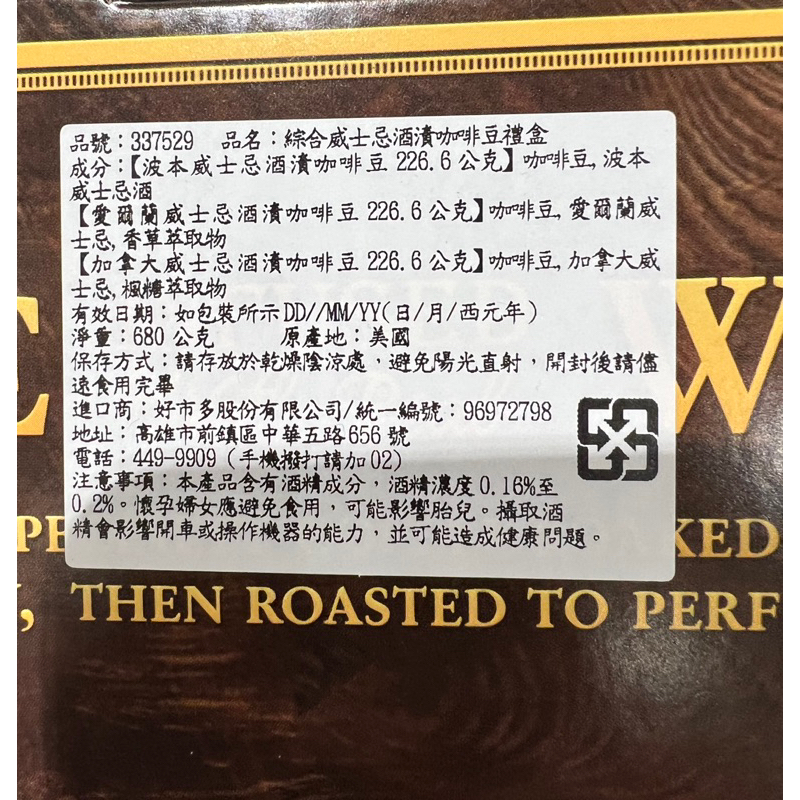 品號：337529 品名：綜合威士忌酒漬咖啡豆禮盒
成分：【波本威士忌酒漬咖啡豆 226.6 公克】咖啡豆, 波本
威士忌酒
【愛爾蘭威士忌酒漬咖啡豆 226.6 公克】咖啡豆, 愛爾蘭威
士忌, 香草萃取物
【加拿大威士忌酒漬咖啡豆 226.6 公克】咖啡豆, 加拿大威
士忌, 楓糖萃取物
有效日期：如包裝所示 DD//MM/YY(日/月/西元年)
淨重：680 公克 原產地：美國
保存方式：請存放於乾燥陰涼處，避免陽光直射，開封後請儘
速食用完畢
進口商：好市多股份有限公司/統一編號：96972798
地址：高雄市前鎮區中華五路 656 號
電話：449-9909 (手機撥打請加 02)
注意事項：本產品含有酒精成分，酒精濃度 0.16%至
0.2%。懷孕婦女應避免食用，可能影響胎兒。攝取酒
精會影響開車或操作機器的能力，並可能造成健康問題。
E W
PE KED
, THEN ROASTED TO PERF